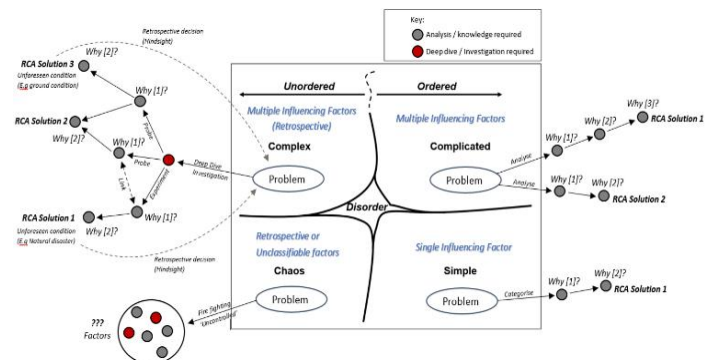 Key:
Analysis / knowledge required
Deep dive / Investigation required
Retrospective decision
(Hindsight)
Why [2]?
RCA Solution 3
Unforeseen condition
(E.g ground condition)
Why [1]?
RCA Solution 2
Why [2]?
Why [1]?
Probe
Probe
Link
Experiment
Deep Dive
Investigation
RCA Solution 1
Unforeseen condition
(E.g Natural disaster)
Why [2]?
Why [1]?
Retrospective decision
(Hindsight)
Unordered
Ordered
Multiple Influencing Factors
(Retrospective)
Complex
Problem
Multiple Influencing Factors
Complicated
Problem
Disorder
Retrospective or
Unclassifiable factors
Chaos
Problem
Single Influencing Factor
Simple
Problem
Analyse
Why [1]?
Why [2]?
Why [3]?
RCA Solution 1
Analyse
Why [1]?
Why [2]?
RCA Solution 2
Categorise
Why [1]?
Why [2]?
RCA Solution 1
Fire fighting
'Uncontrolled'
???
Factors